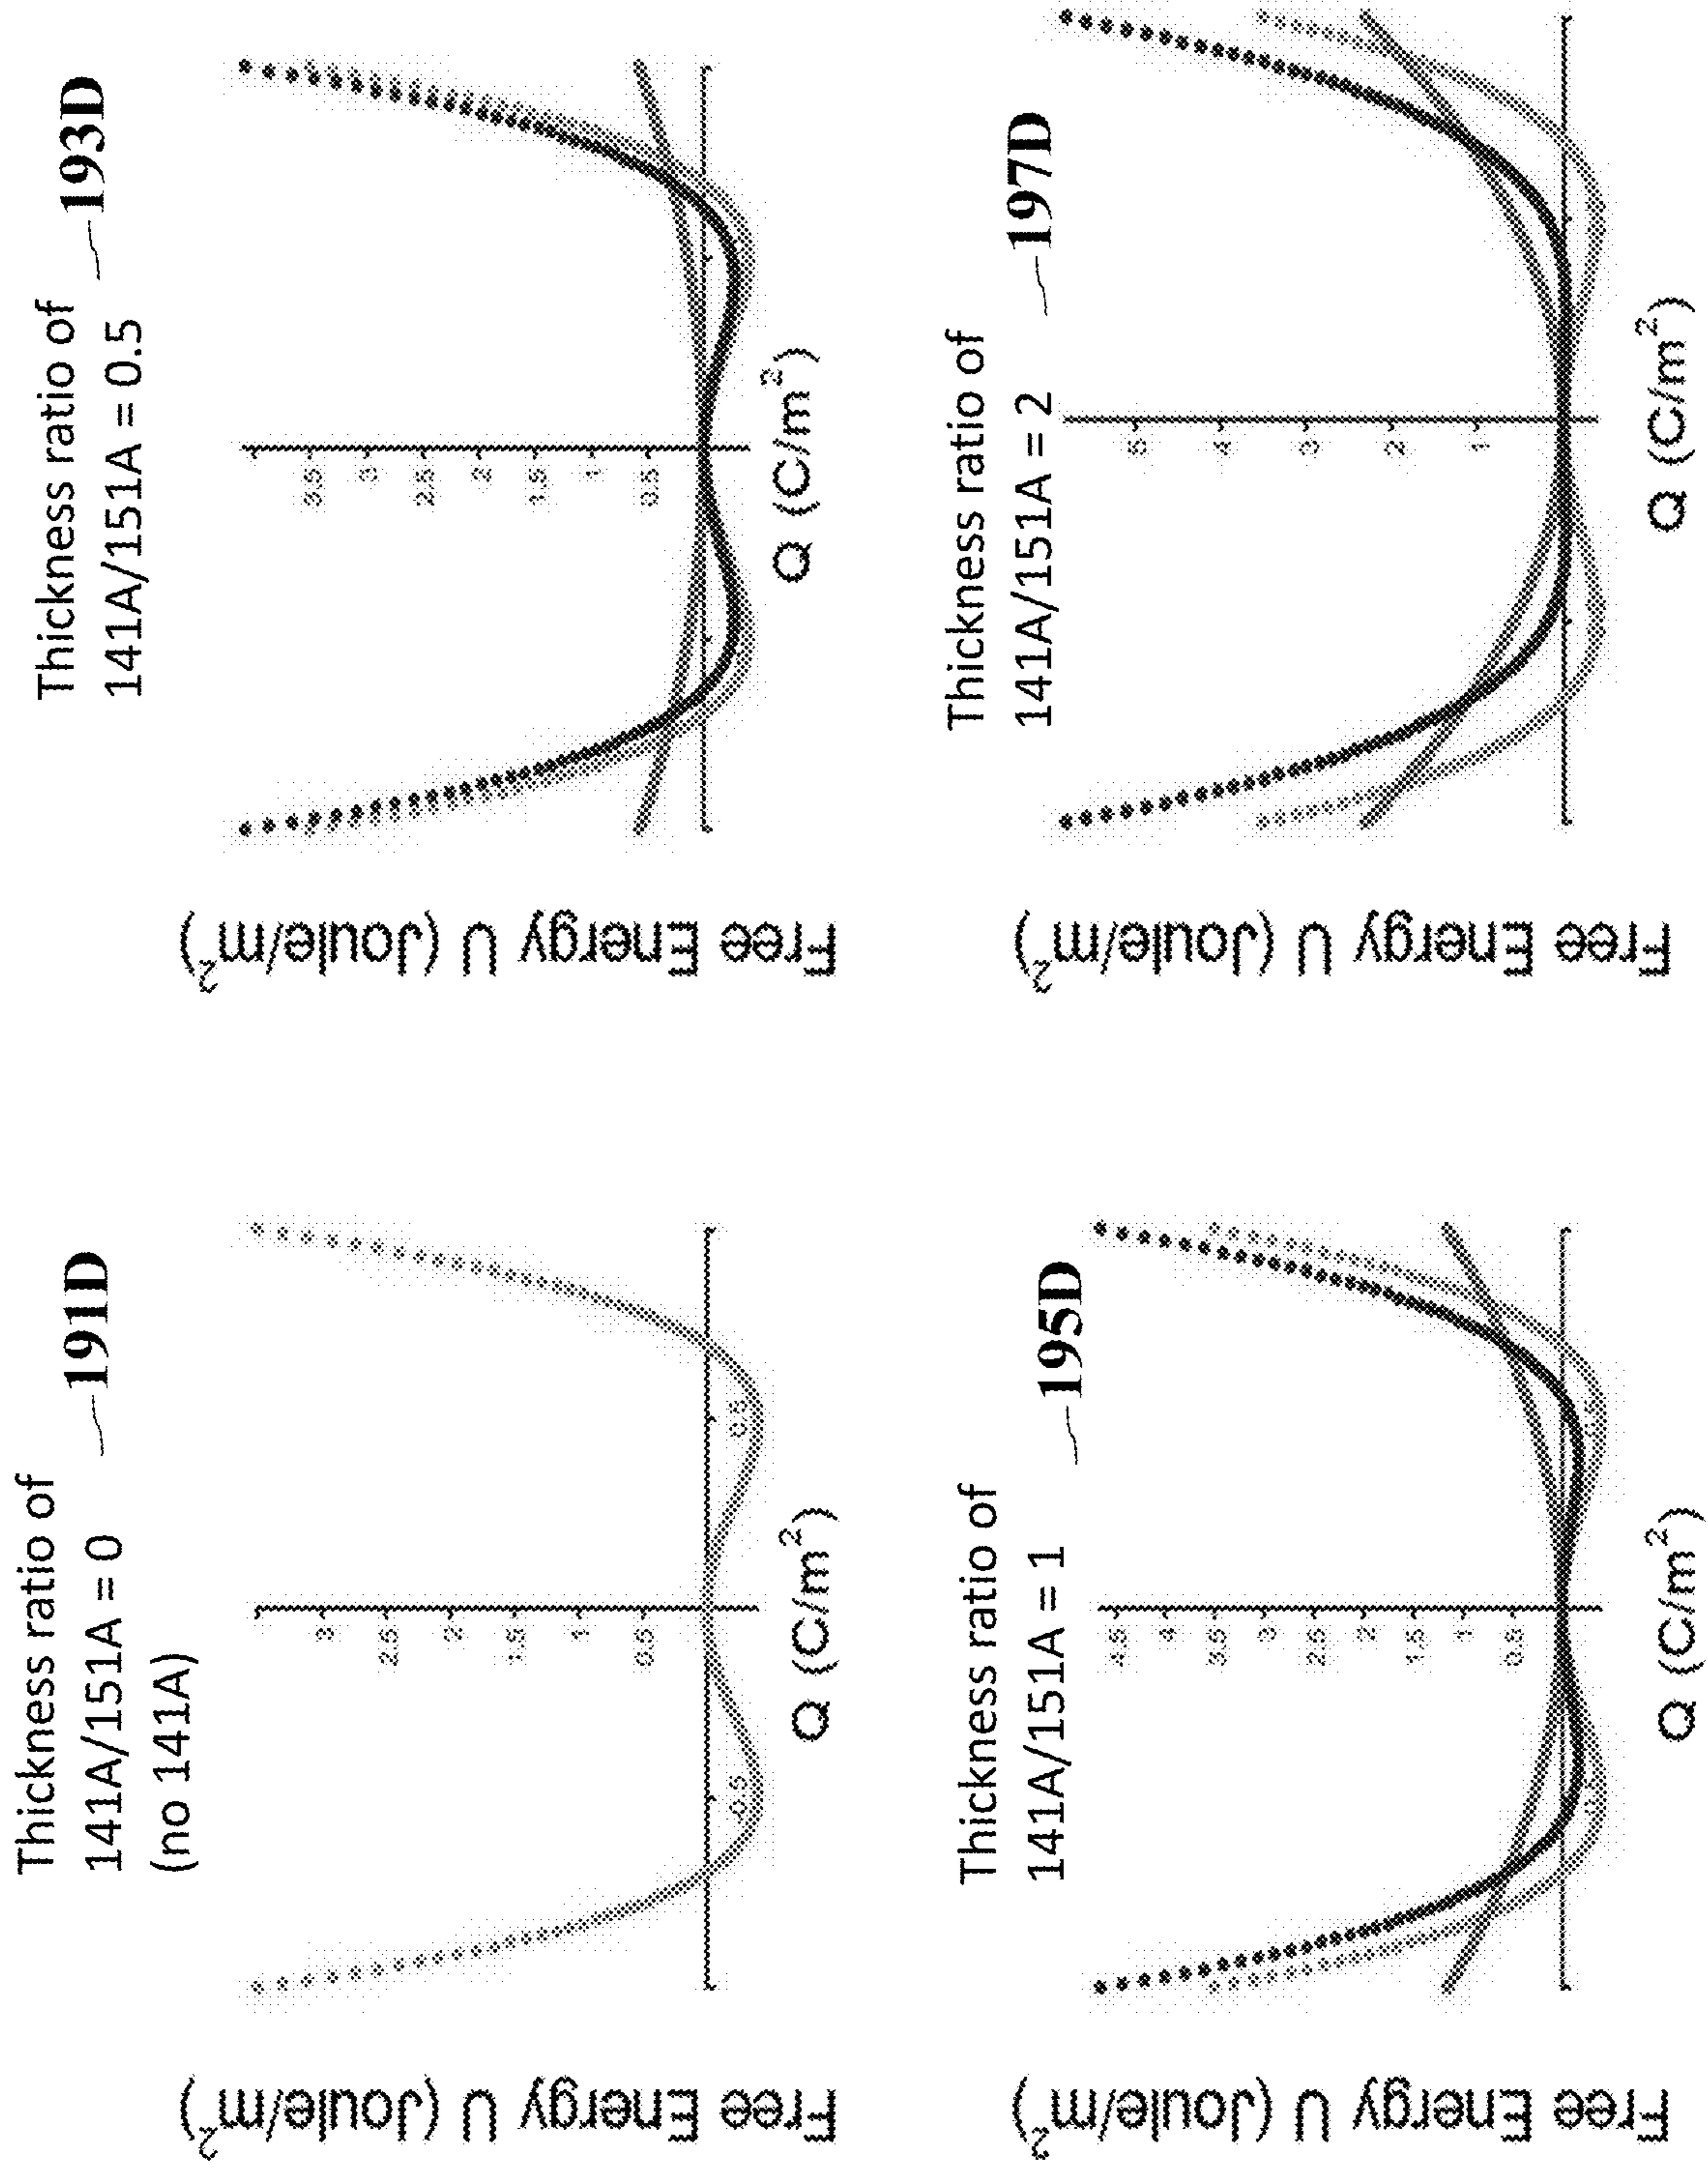 Thickness ratio of
141A/151A = 0
(no 141A)
191D
Free Energy U (Joule/m²)
3
2.5
2
1.5
1
0.5
-0.5
0.5
Q (C/m²)
Thickness ratio of
141A/151A = 0.5
193D
Free Energy U (Joule/m²)
3.5
3
2.5
2
1.5
1
0.5
Q (C/m²)
Thickness ratio of
141A/151A = 1
195D
Free Energy U (Joule/m²)
4.5
4
3.5
3
2.5
2
1.5
1
0.5
Q (C/m²)
Thickness ratio of
141A/151A = 2
197D
Free Energy U (Joule/m²)
5
4
3
2
1
Q (C/m²)